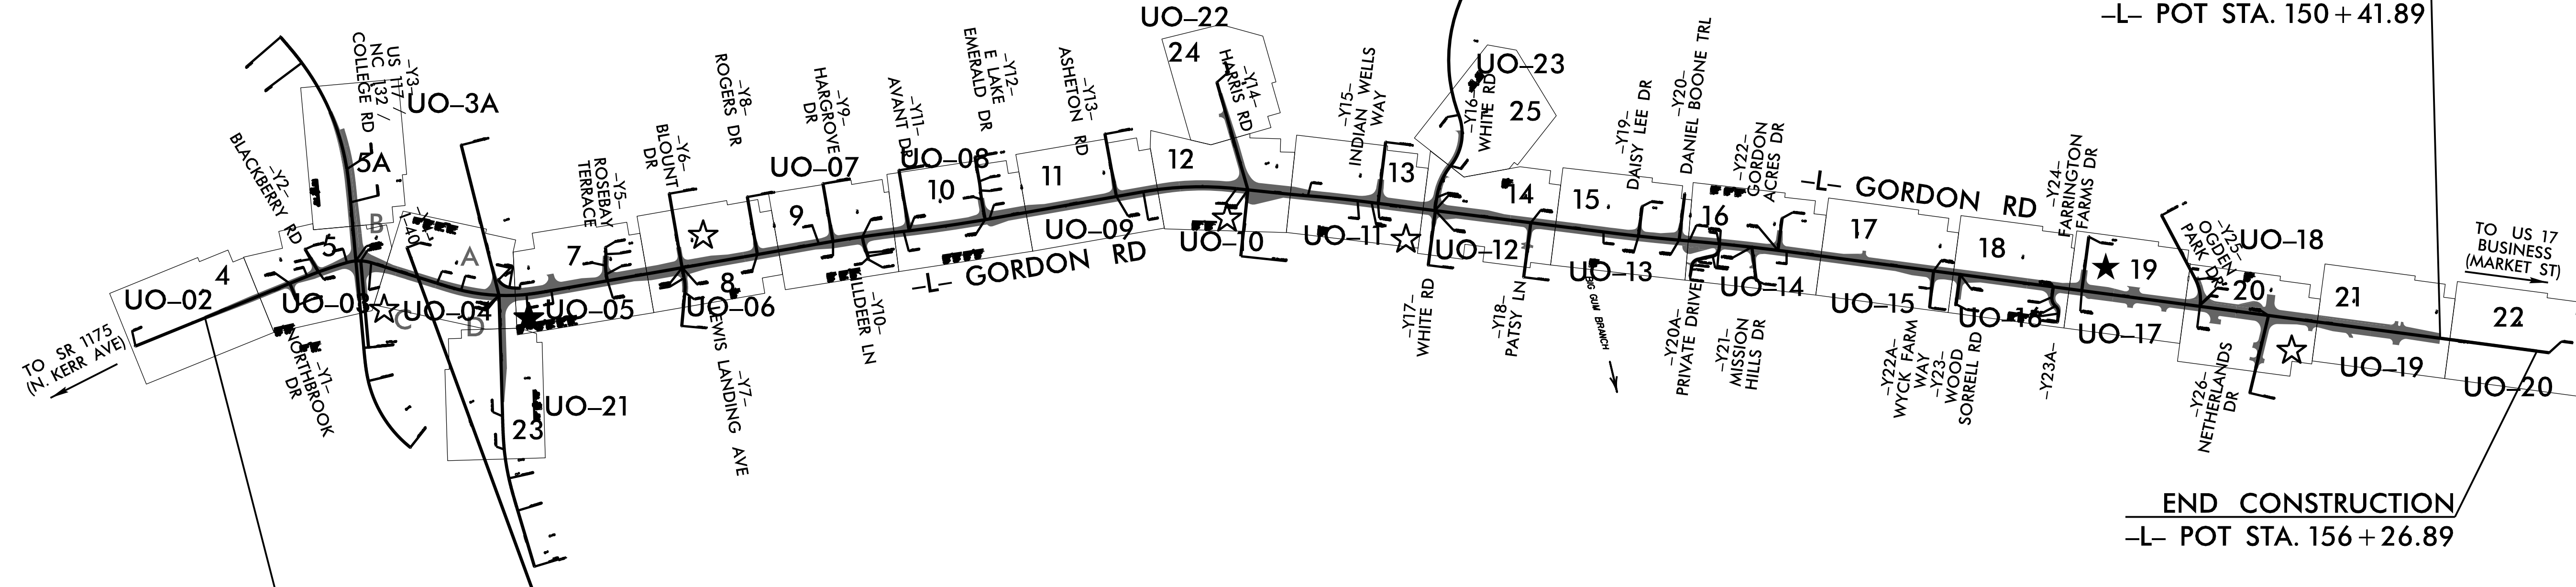 UO–22
–L– POT STA. 150+41.89
24
HARRIS RD
–Y14–
UO–23
–Y16–
WHITE RD
25
COLLEGE RD
NC 132 /
US 117 /
–Y3–
UO–3A
5A
BLACKBERRY RD
–Y2–
B
A
C
D
4
5
UO–02
UO–03
UO–04
TO SR 1175
(N. KERR AVE)
NORTHBROOK
DR
–Y1–
ROSEBAY
TERRACE
–Y5–
7
UO–05
UO–21
23
BLOUNT
DR
–Y6–
ROGERS DR
–Y8–
8
UO–06
LEWIS LANDING AVE
–Y7–
HARGROVE
DR
–Y9–
UO–07
9
–Y10–
AVANT DR
–Y11–
UO–08
10
EMERALD DR
E LAKE
–Y12–
–L– GORDON RD
ASHETON RD
–Y13–
11
UO–09
12
UO–10
–Y15–
INDIAN WELLS
WAY
13
UO–11
UO–12
–Y17–
WHITE RD
14
–Y18–
PATSY LN
15
UO–13
BIG GUM BRANCH
–Y19–
DAISY LEE DR
–Y20–
DANIEL BOONE TRL
16
–Y20A–
PRIVATE DRIVE
–Y21–
MISSION
HILLS DR
UO–14
–Y22–
GORDON
ACRES DR
–L– GORDON RD
17
UO–15
–Y22A–
WYCK FARM
WAY
–Y23–
WOOD
SORRELL RD
18
UO–16
–Y23A–
–Y24–
FARRINGTON
FARMS DR
19
UO–17
–Y25–
OGDEN
PARK DR
UO–18
20
–Y26–
NETHERLANDS
DR
21
UO–19
22
UO–20
TO US 17
BUSINESS
(MARKET ST)
END CONSTRUCTION
–L– POT STA. 156+26.89